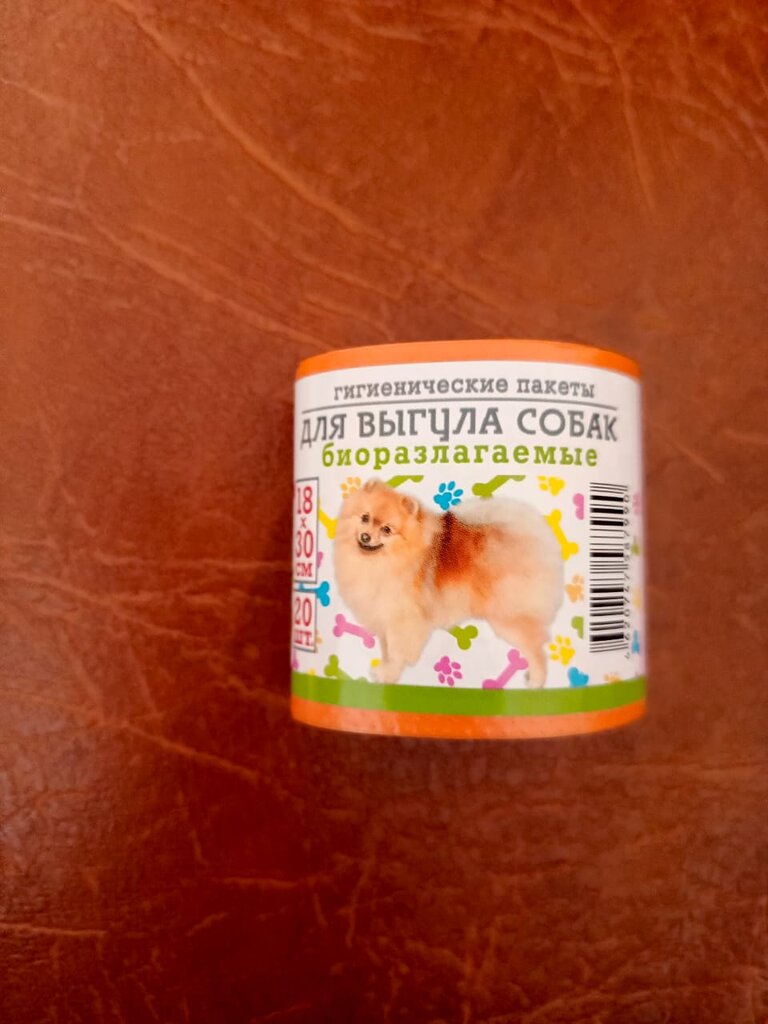 гигиенические пакеты
ДЛЯ ВЫГУЛА СОБАК
биоразлагаемые
18
х
30
см
20
шт.